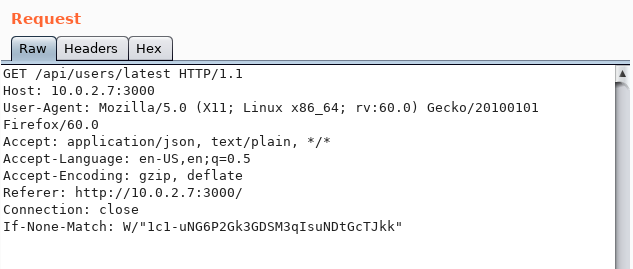 Request
Raw Headers Hex
GET /api/users/latest HTTP/1.1
Host: 10.0.2.7:3000
User-Agent: Mozilla/5.0 (X11; Linux x86_64; rv:60.0) Gecko/20100101
Firefox/60.0
Accept: application/json, text/plain, */*
Accept-Language: en-US,en;q=0.5
Accept-Encoding: gzip, deflate
Referer: http://10.0.2.7:3000/
Connection: close
If-None-Match: W/"1c1-uNG6P2Gk3GDSM3qIsuNDtGcTJkk"